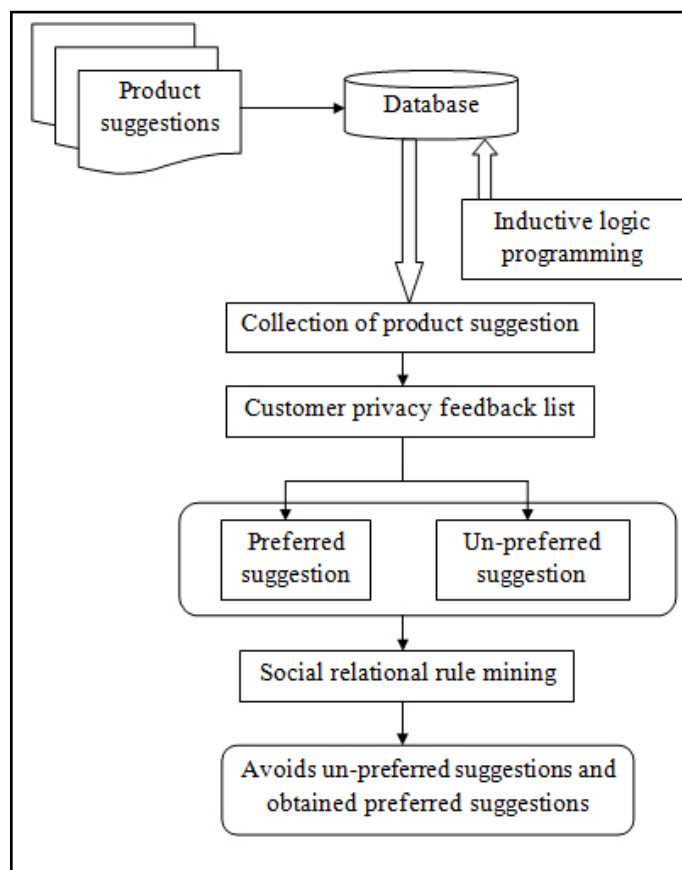 Product
suggestions
Database
Inductive logic
programming
Collection of product suggestion
Customer privacy feedback list
Preferred
suggestion
Un-preferred
suggestion
Social relational rule mining
Avoids un-preferred suggestions and
obtained preferred suggestions